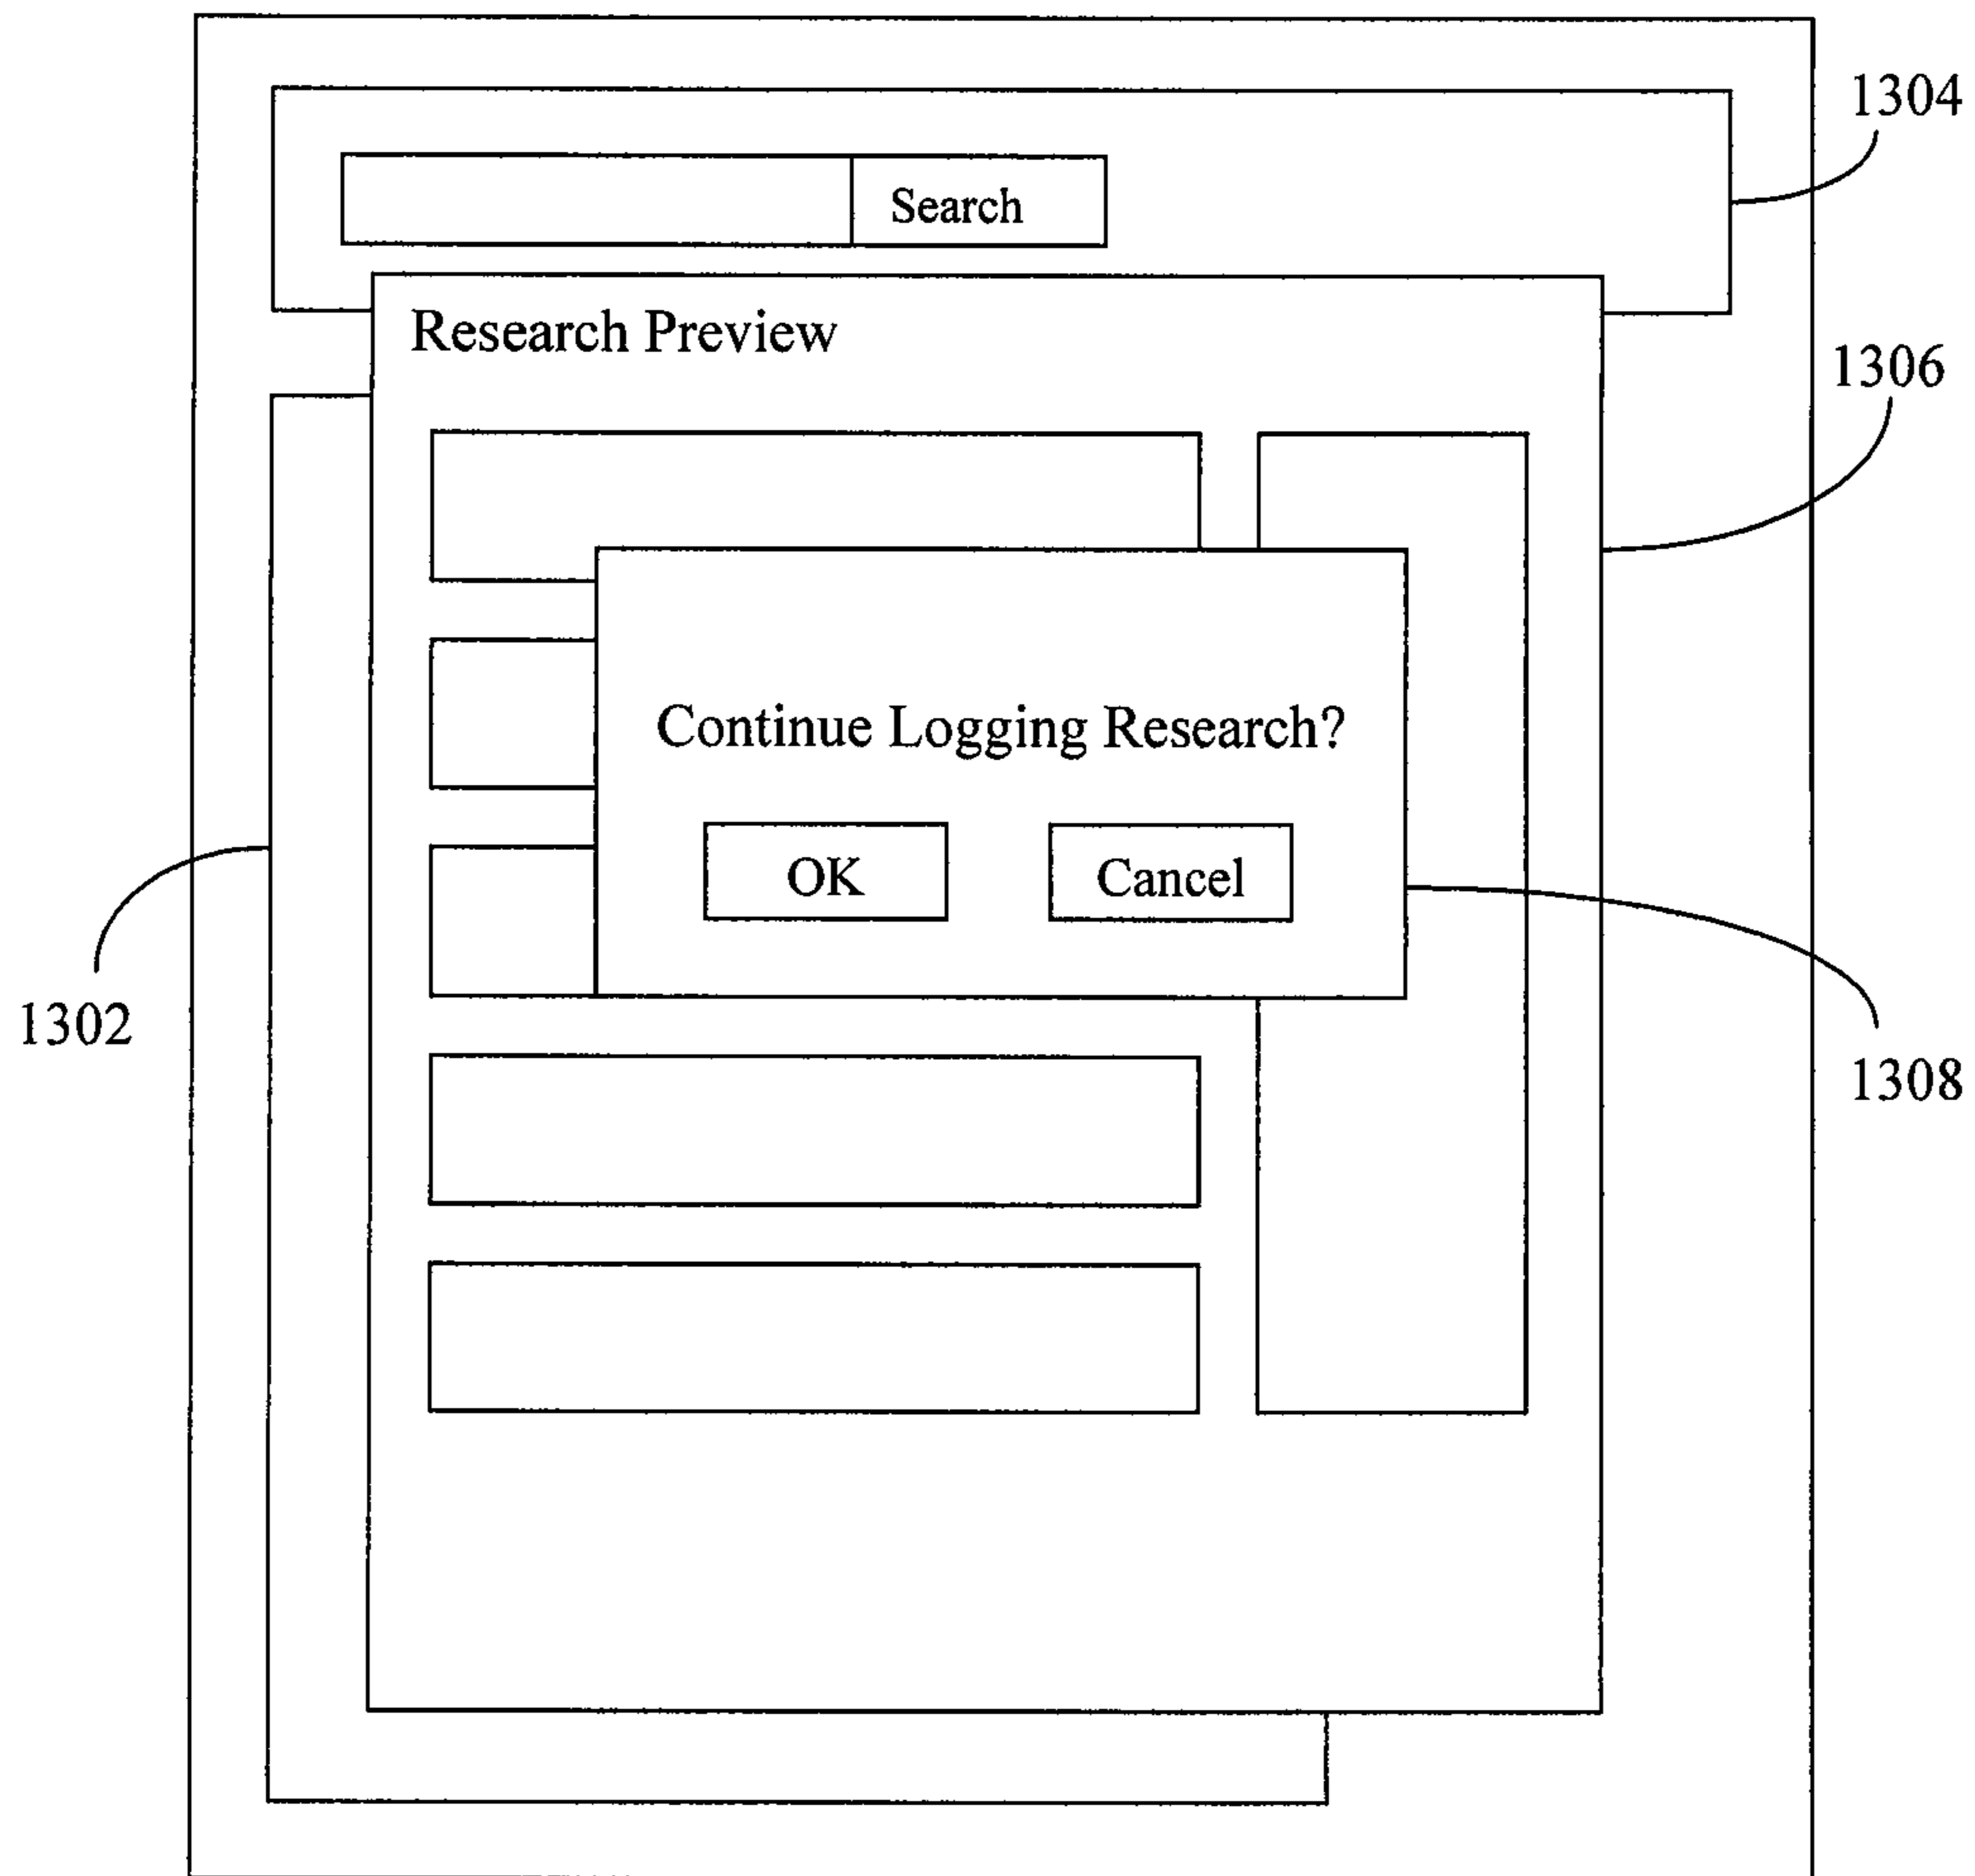 1304
Search
Research Preview
1306
Continue Logging Research?
OK
Cancel
1302
1308